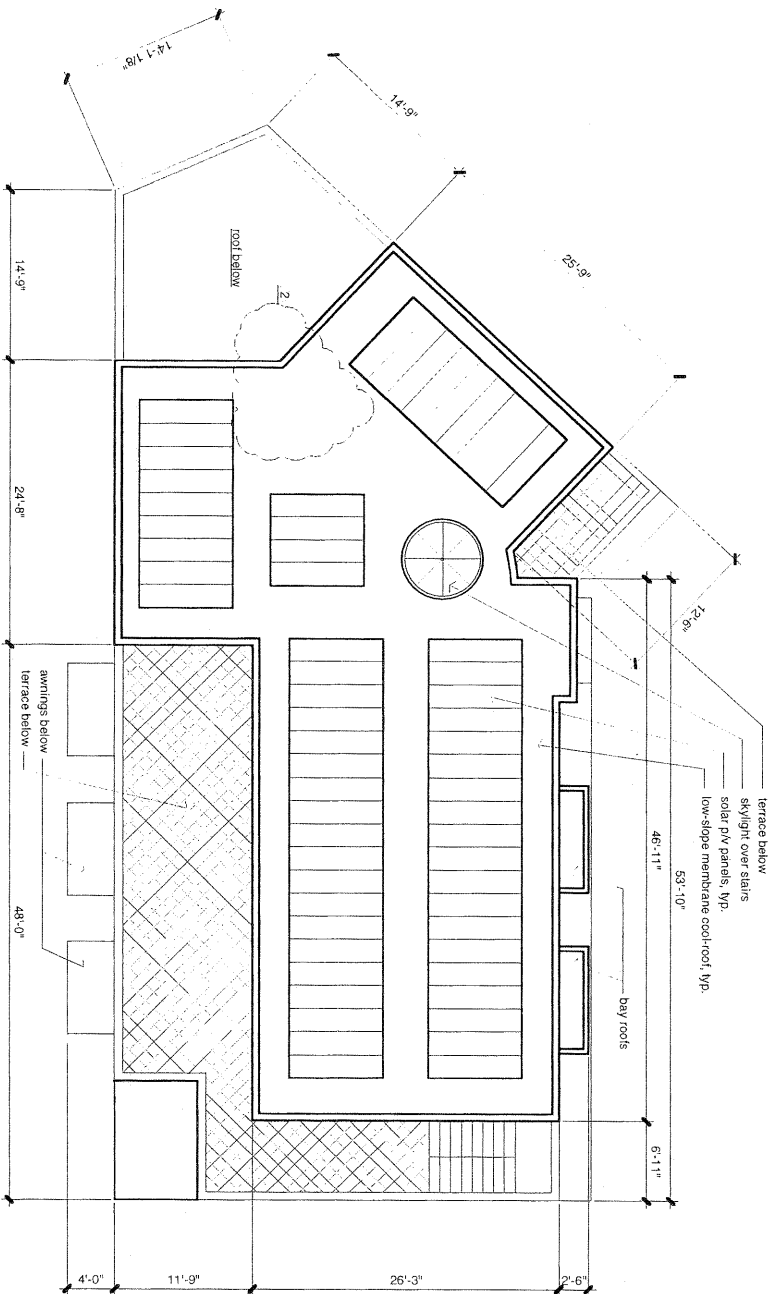 14'-1 1/8"
14'-9"
25'-9"
12'-6"
14'-9"
24'-8"
48'-0"
roof below
2
terrace below
skylight over stairs
solar p/v panels, typ.
low-slope membrane cool-roof, typ.
46'-11"
53'-10"
6'-11"
bay roofs
awnings below
terrace below
4'-0"
11'-9"
26'-3"
2'-6"